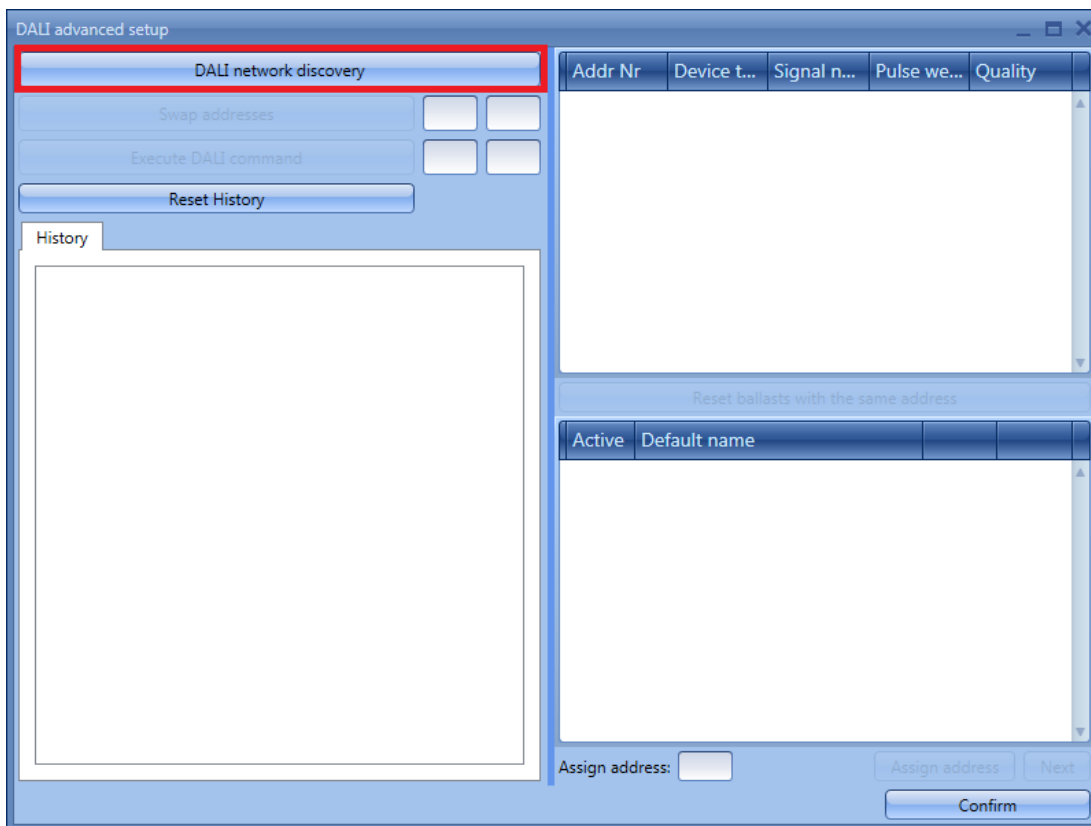 DALI advanced setup
DALI network discovery
Swap addresses
Execute DALI command
Reset History
History
Addr Nr Device t... Signal n... Pulse we... Quality
Reset ballasts with the same address
Active Default name
Assign address: Assign address Next
Confirm